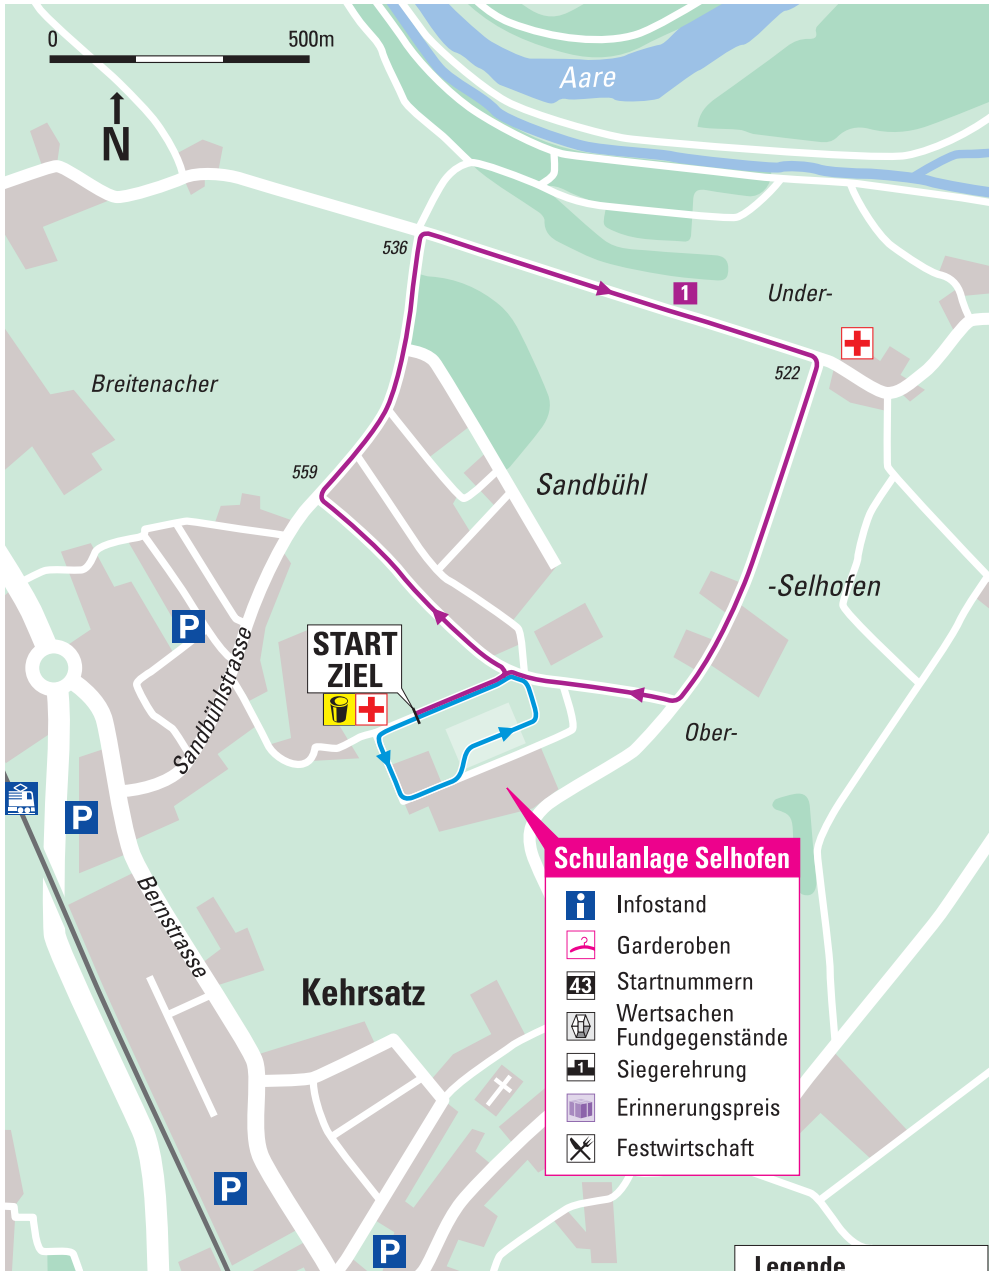 0 500m
Aare
N
536
1
Under-
522
Breitenacher
559
Sandbühl
-Selhofen
P
START
ZIEL
Sandbühlstrasse
Ober-
P
Schulanlage Selhofen
i Infostand
Garderoben
43 Startnummern
Wertsachen
Fundgegenstände
1 Siegerehrung
Erinnerungspreis
Festwirtschaft
Bernstrasse
Kehrsatz
P
P
Legende